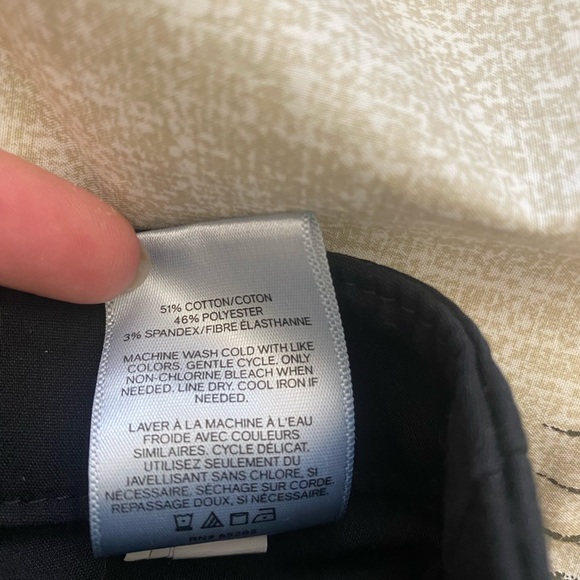 51% COTTON/COTON
46% POLYESTER
3% SPANDEX/FIBRE ÉLASTHANNE
MACHINE WASH COLD WITH LIKE
COLORS. GENTLE CYCLE. ONLY
NON-CHLORINE BLEACH WHEN
NEEDED. LINE DRY. COOL IRON IF
NEEDED.
LAVER À LA MACHINE À L'EAU
FROIDE AVEC COULEURS
SIMILAIRES. CYCLE DÉLICAT.
UTILISEZ SEULEMENT DU
JAVELLISANT SANS CHLORE, SI
NÉCESSAIRE. SÉCHAGE SUR CORDE.
REPASSAGE DOUX, SI NÉCESSAIRE.
RN#